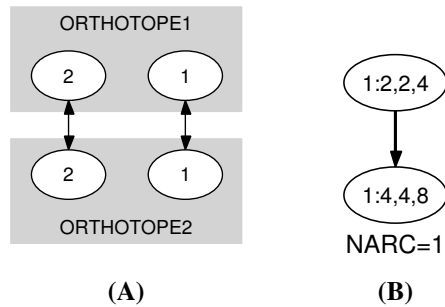 ORTHOTOPE1
2 1
2 1
ORTHOTOPE2
1:2,2,4
1:4,4,8
NARC=1
(A) (B)